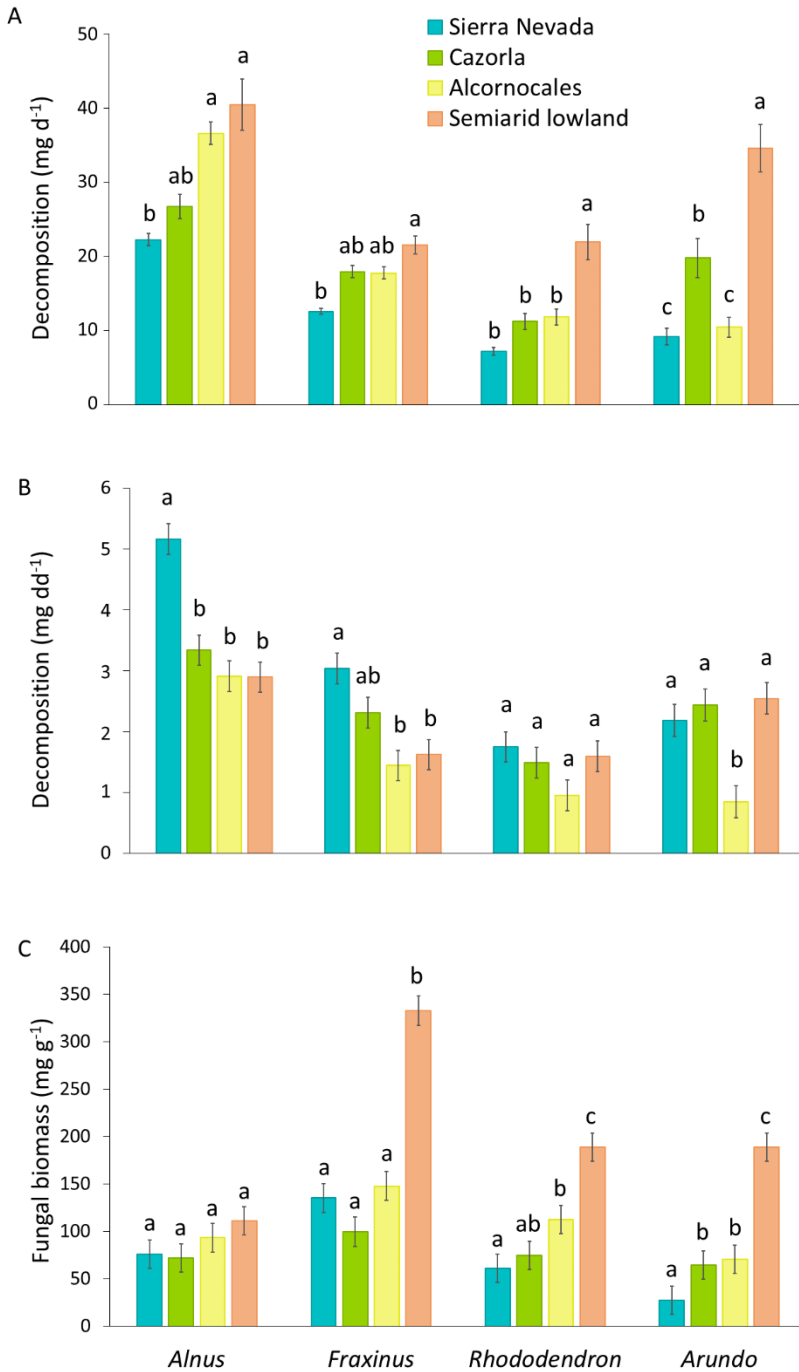 A
Sierra Nevada
Cazorla
Alcornocales
Semiarid lowland
Decomposition (mg d⁻¹)
50
40
30
20
10
0
b ab a a
b ab ab a
b b b a
c b c a
B
Decomposition (mg dd⁻¹)
6
5
4
3
2
1
0
a b b b
a ab b b
a a a a
a a b a
C
Fungal biomass (mg g⁻¹)
400
350
300
250
200
150
100
50
0
a a a a
a a a b
a ab b c
a b b c
Alnus Fraxinus Rhododendron Arundo